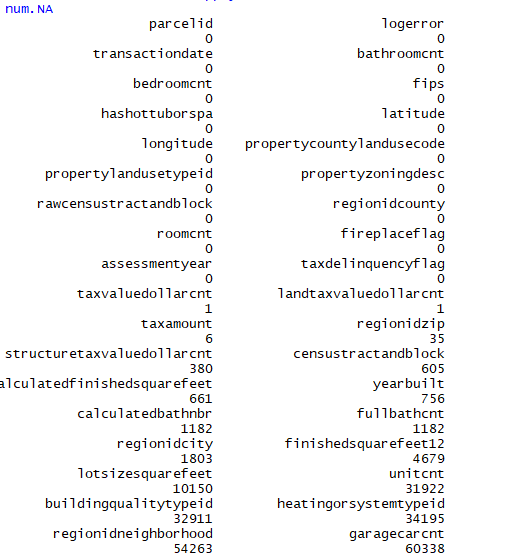 num.NA
parcelid logerror
0 0
transactiondate bathroomcnt
0 0
bedroomcnt fips
0 0
hashottuborspa latitude
0 0
longitude propertycountylandusecode
0 0
propertylandusetypeid propertyzoningdesc
0 0
rawcensustractandblock regionidcounty
0 0
roomcnt fireplaceflag
0 0
assessmentyear taxdelinquencyflag
0 0
taxvaluedollarcnt landtaxvaluedollarcnt
1 1
taxamount regionidzip
6 35
structuretaxvaluedollarcnt censustractandblock
380 605
alculatedfinishedsquarefeet yearbuilt
661 756
calculatedbathnbr fullbathcnt
1182 1182
regionidcity finishedsquarefeet12
1803 4679
lotsizesquarefeet unitcnt
10150 31922
buildingqualitytypeid heatingorsystemtypeid
32911 34195
regionidneighborhood garagecarcnt
54263 60338